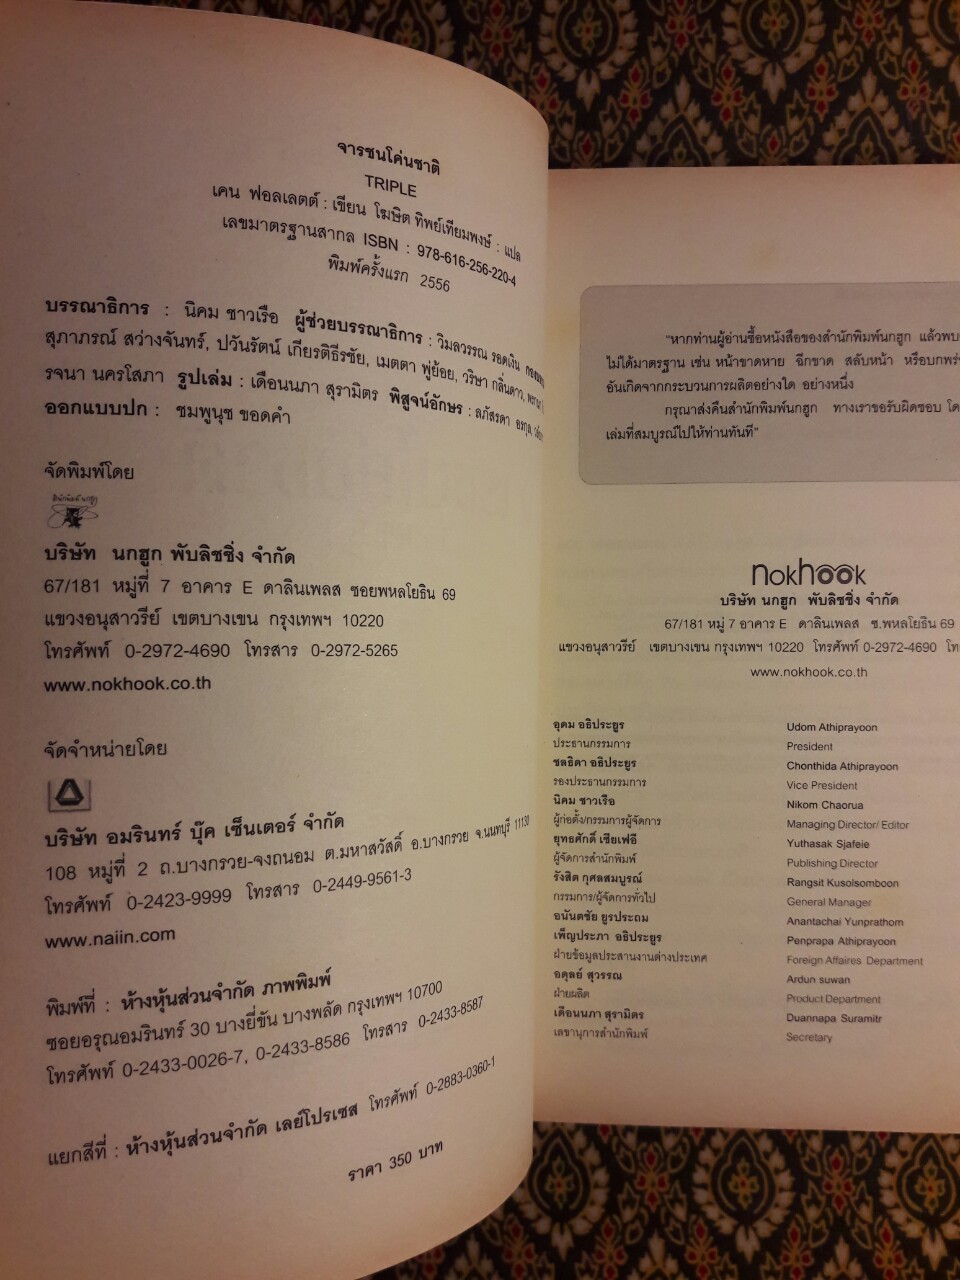 จารชนโค่นชาติ
TRIPLE
เคน ฟอลเลตต์ : เขียน โฆษิต ทิพย์เทียมพงษ์ : แปล
เลขมาตรฐานสากล ISBN : 978-616-256-220-4
พิมพ์ครั้งแรก 2556
บรรณาธิการ : นิคม ชาวเรือ ผู้ช่วยบรรณาธิการ : วิมลวรรณ รอดเงิน
สุภาภรณ์ สว่างจันทร์, ปวันรัตน์ เกียรติธีรชัย, เมตตา พู่ย้อย, วริษา กลิ่นดาว,
รจนา นครโสภา รูปเล่ม : เดือนนภา สุรามิตร พิสูจน์อักษร : ลภัสรดา
ออกแบบปก : ชมพูนุช ขอดคำ
จัดพิมพ์โดย
สำนักพิมพ์ นกฮูก
บริษัท นกฮูก พับลิชชิ่ง จำกัด
67/181 หมู่ที่ 7 อาคาร E ดาลินเพลส ซอยพหลโยธิน 69
แขวงอนุสาวรีย์ เขตบางเขน กรุงเทพฯ 10220
โทรศัพท์ 0-2972-4690 โทรสาร 0-2972-5265
www.nokhook.co.th
จัดจำหน่ายโดย
บริษัท อมรินทร์ บุ๊ค เซ็นเตอร์ จำกัด
108 หมู่ที่ 2 ถ.บางกรวย-จงถนอม ต.มหาสวัสดิ์ อ.บางกรวย จ.นนทบุรี 11130
โทรศัพท์ 0-2423-9999 โทรสาร 0-2449-9561-3
www.naiin.com
พิมพ์ที่ : ห้างหุ้นส่วนจำกัด ภาพพิมพ์
ซอยอรุณอมรินทร์ 30 บางยี่ขัน บางพลัด กรุงเทพฯ 10700
โทรศัพท์ 0-2433-0026-7, 0-2433-8586 โทรสาร 0-2433-8587
แยกสีที่ : ห้างหุ้นส่วนจำกัด เลย์โปรเซส โทรศัพท์ 0-2883-0360-1
ราคา 350 บาท
"หากท่านผู้อ่านซื้อหนังสือของสำนักพิมพ์นกฮูก แล้วพบ
ไม่ได้มาตรฐาน เช่น หน้าขาดหาย ฉีกขาด สลับหน้า หรือบกพร่
อันเกิดจากกระบวนการผลิตอย่างใด อย่างหนึ่ง
กรุณาส่งคืนสำนักพิมพ์นกฮูก ทางเราขอรับผิดชอบ โด
เล่มที่สมบูรณ์ไปให้ท่านทันที"
nokhook
บริษัท นกฮูก พับลิชชิ่ง จำกัด
67/181 หมู่ 7 อาคาร E ดาลินเพลส ซ.พหลโยธิน 69
แขวงอนุสาวรีย์ เขตบางเขน กรุงเทพฯ 10220 โทรศัพท์ 0-2972-4690
www.nokhook.co.th
อุดม อธิประยูร Udom Athiprayoon
ประธานกรรมการ President
ชลธิดา อธิประยูร Chonthida Athiprayoon
รองประธานกรรมการ Vice President
นิคม ชาวเรือ Nikom Chaorua
ผู้ก่อตั้ง/กรรมการผู้จัดการ Managing Director/ Editor
ยุทธศักดิ์ เซียเฟอี Yuthasak Sjafeie
ผู้จัดการสำนักพิมพ์ Publishing Director
รังสิต กุศลสมบูรณ์ Rangsit Kusolsomboon
กรรมการ/ผู้จัดการทั่วไป General Manager
อนันตชัย ยูรประถม Anantachai Yunprathom
เพ็ญประภา อธิประยูร Penprapa Athiprayoon
ฝ่ายข้อมูลประสานงานต่างประเทศ Foreign Affaires Department
อดุลย์ สุวรรณ Ardun suwan
ฝ่ายผลิต Product Department
เดือนนภา สุรามิตร Duannapa Suramitr
เลขานุการสำนักพิมพ์ Secretary